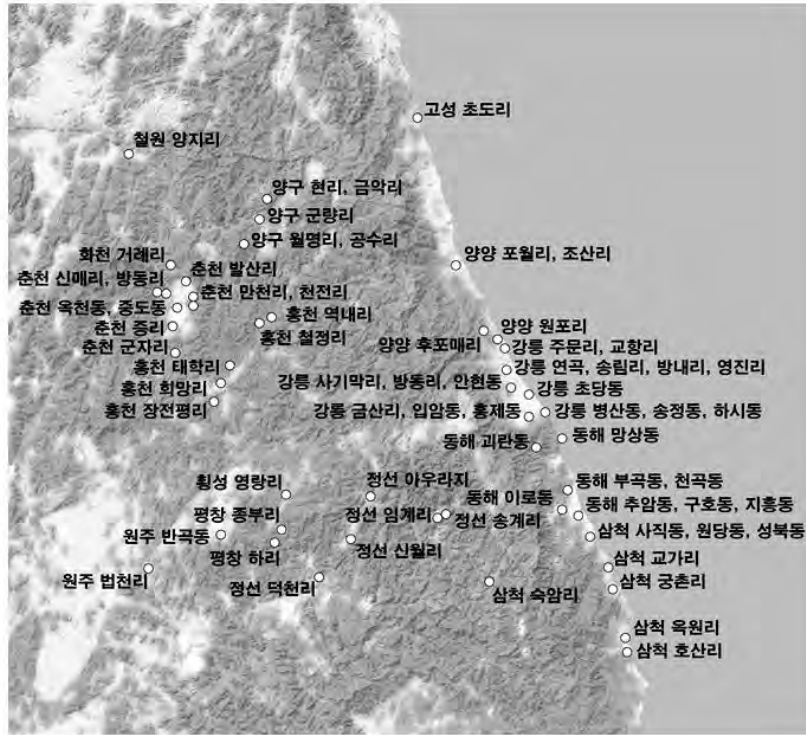 고성 초도리
철원 양지리
양구 현리, 금악리
양구 군량리
양구 월명리, 공수리
화천 거례리
양양 포월리, 조산리
춘천 발산리
춘천 신매리, 방동리
춘천 만천리, 천전리
춘천 옥천동, 중도동
홍천 역내리
춘천 증리
홍천 철정리
양양 원포리
양양 후포매리
강릉 주문리, 교항리
춘천 군자리
홍천 태학리
강릉 연곡, 송림리, 방내리, 영진리
홍천 희망리
강릉 사기막리, 방동리, 안현동
강릉 초당동
홍천 장전평리
강릉 금산리, 입암동, 홍제동
강릉 병산동, 송정동, 하시동
동해 괴란동
동해 망상동
횡성 영랑리
정선 아우라지
동해 부곡동, 천곡동
동해 이로동
평창 종부리
정선 임계리
정선 송계리
동해 추암동, 구호동, 지흥동
원주 반곡동
삼척 사직동, 원당동, 성북동
평창 하리
정선 신월리
삼척 교가리
원주 법천리
정선 덕천리
삼척 숙암리
삼척 궁촌리
삼척 옥원리
삼척 호산리